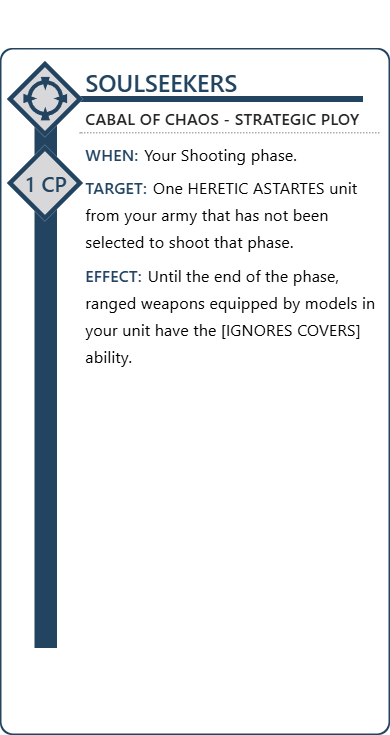 SOULSEEKERS
CABAL OF CHAOS - STRATEGIC PLOY
1 CP
WHEN: Your Shooting phase.
TARGET: One HERETIC ASTARTES unit
from your army that has not been
selected to shoot that phase.
EFFECT: Until the end of the phase,
ranged weapons equipped by models in
your unit have the [IGNORES COVERS]
ability.